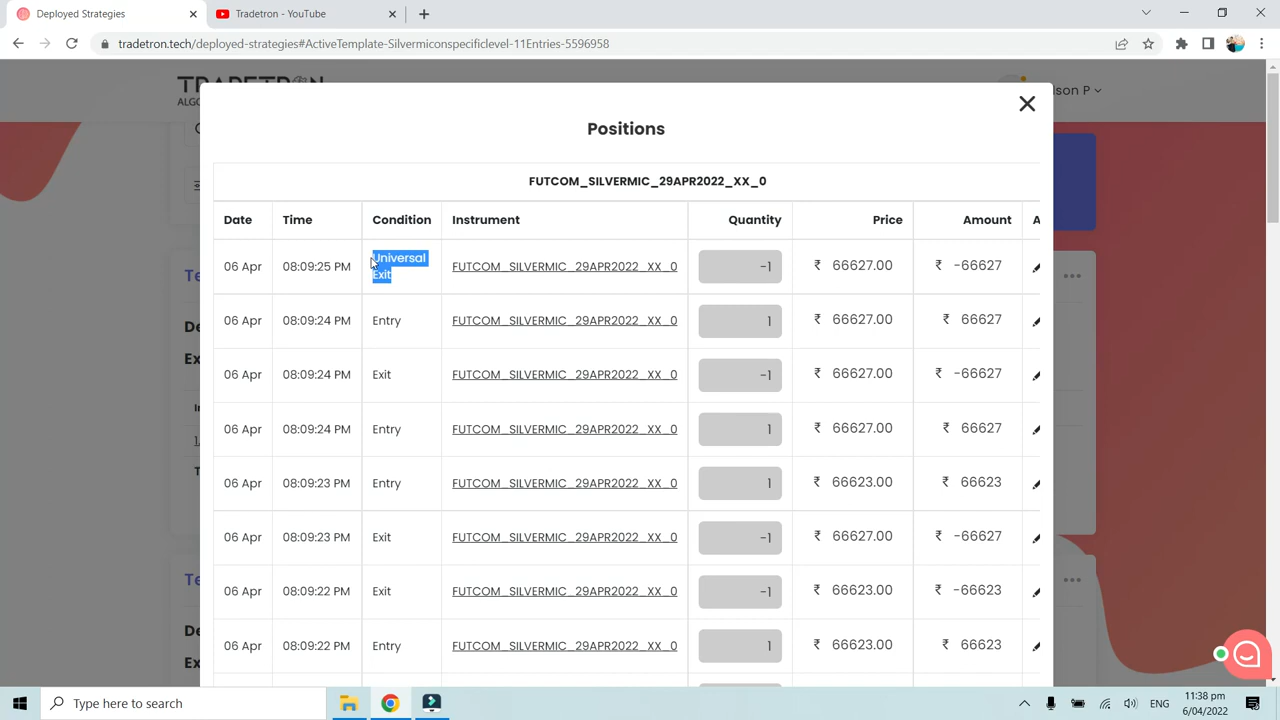 Deployed Strategies
Tradetron - YouTube
tradetron.tech/deployed-strategies#ActiveTemplate-Silvermiconspecificlevel-11Entries-5596958
TRADETRON
son P
Positions
FUTCOM_SILVERMIC_29APR2022_XX_0
Date Time Condition Instrument Quantity Price Amount A
06 Apr 08:09:25 PM Universal Exit FUTCOM_SILVERMIC_29APR2022_XX_0 -1 ₹ 66627.00 ₹ -66627
06 Apr 08:09:24 PM Entry FUTCOM_SILVERMIC_29APR2022_XX_0 1 ₹ 66627.00 ₹ 66627
06 Apr 08:09:24 PM Exit FUTCOM_SILVERMIC_29APR2022_XX_0 -1 ₹ 66627.00 ₹ -66627
06 Apr 08:09:24 PM Entry FUTCOM_SILVERMIC_29APR2022_XX_0 1 ₹ 66627.00 ₹ 66627
06 Apr 08:09:23 PM Entry FUTCOM_SILVERMIC_29APR2022_XX_0 1 ₹ 66623.00 ₹ 66623
06 Apr 08:09:23 PM Exit FUTCOM_SILVERMIC_29APR2022_XX_0 -1 ₹ 66627.00 ₹ -66627
06 Apr 08:09:22 PM Exit FUTCOM_SILVERMIC_29APR2022_XX_0 -1 ₹ 66623.00 ₹ -66623
06 Apr 08:09:22 PM Entry FUTCOM_SILVERMIC_29APR2022_XX_0 1 ₹ 66623.00 ₹ 66623
Type here to search
ENG
11:38 pm
6/04/2022